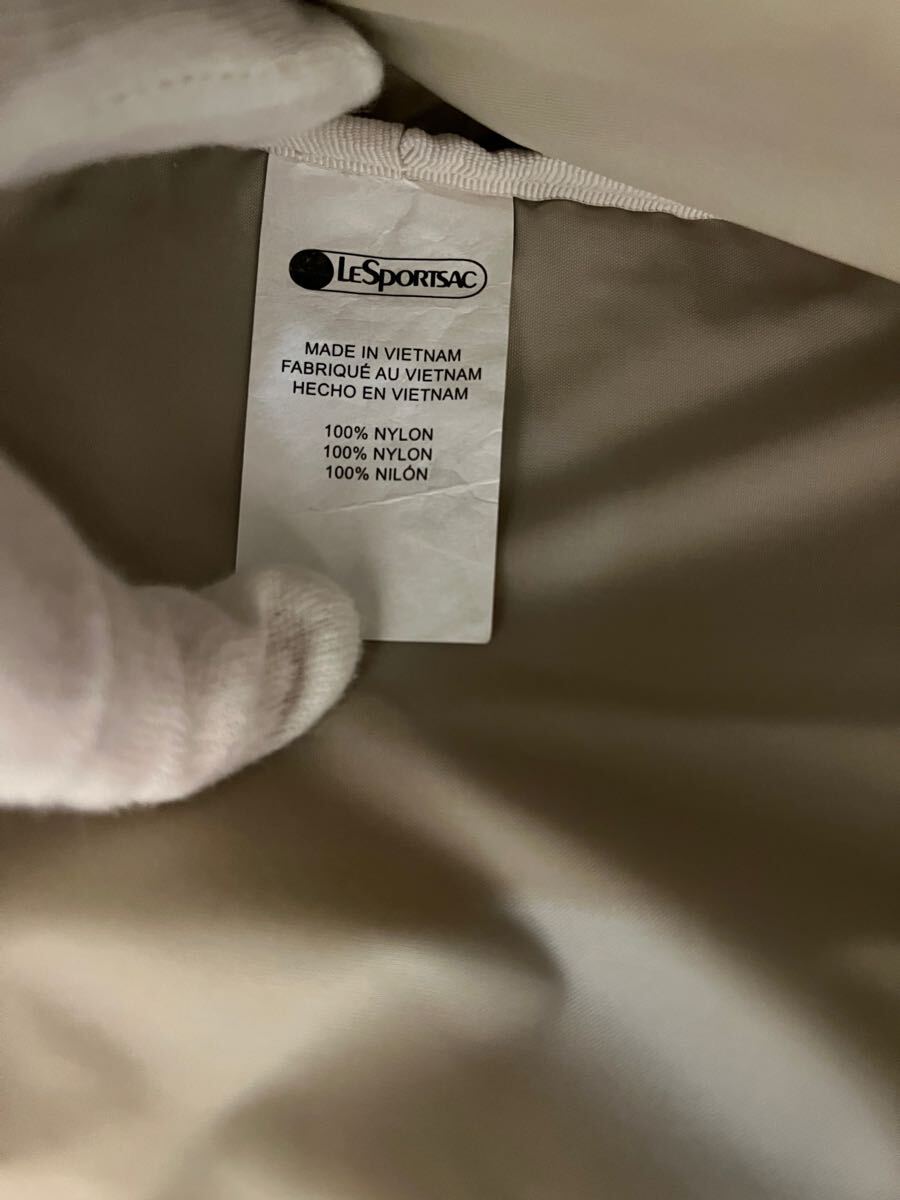 LESPORTSAC
MADE IN VIETNAM
FABRIQUÉ AU VIETNAM
HECHO EN VIETNAM
100% NYLON
100% NYLON
100% NILÓN